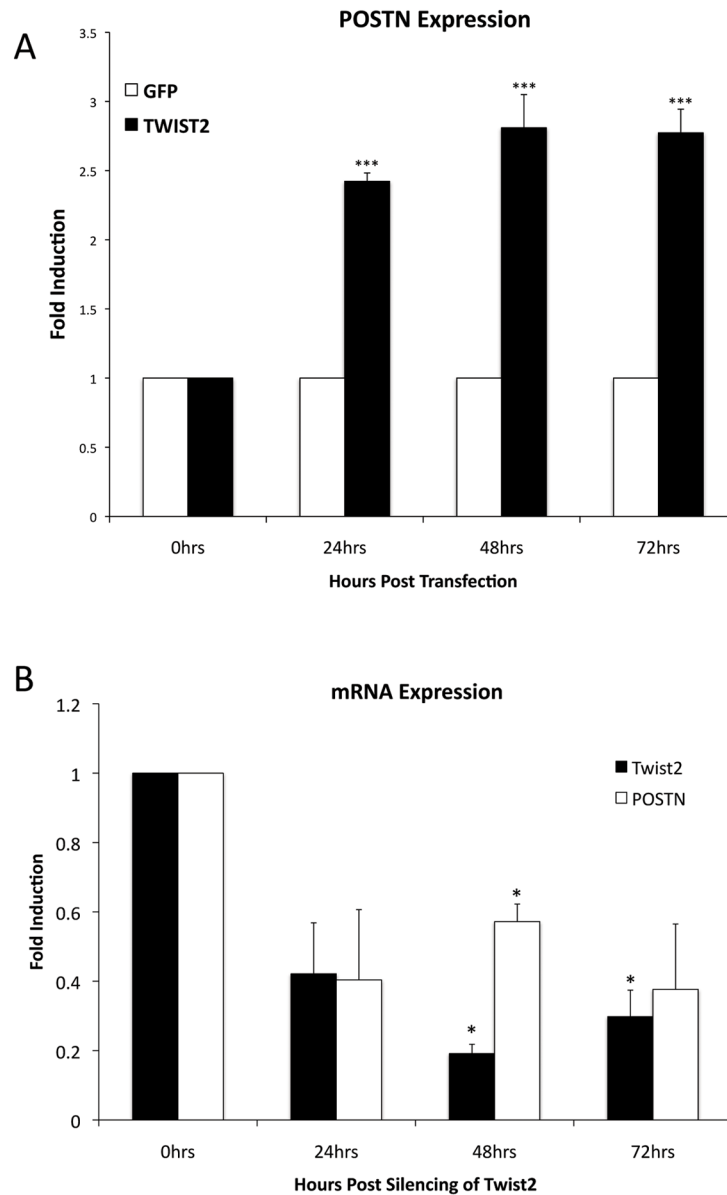 A
POSTN Expression
3.5
3
2.5
2
1.5
1
0.5
0
Fold Induction
GFP
TWIST2
***
***
***
0hrs 24hrs 48hrs 72hrs
Hours Post Transfection
B
mRNA Expression
1.2
1
0.8
0.6
0.4
0.2
0
Fold Induction
Twist2
POSTN
*
*
*
0hrs 24hrs 48hrs 72hrs
Hours Post Silencing of Twist2